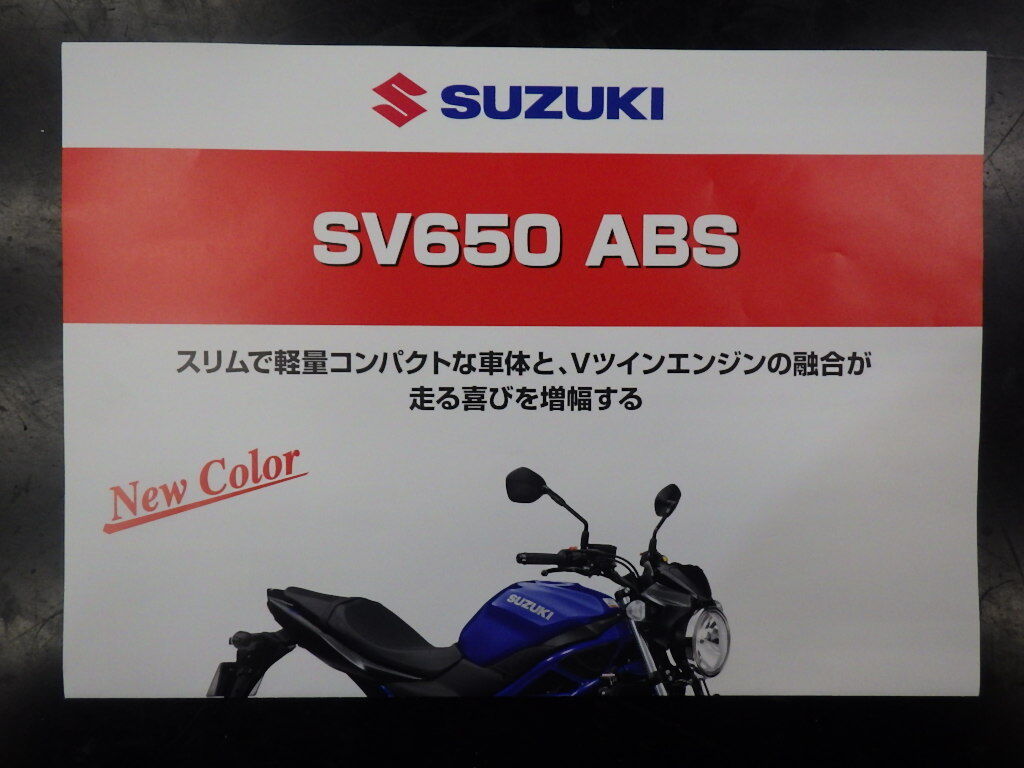 SUZUKI
SV650 ABS
スリムで軽量コンパクトな車体と、Vツインエンジンの融合が
走る喜びを増幅する
New Color
SUZUKI